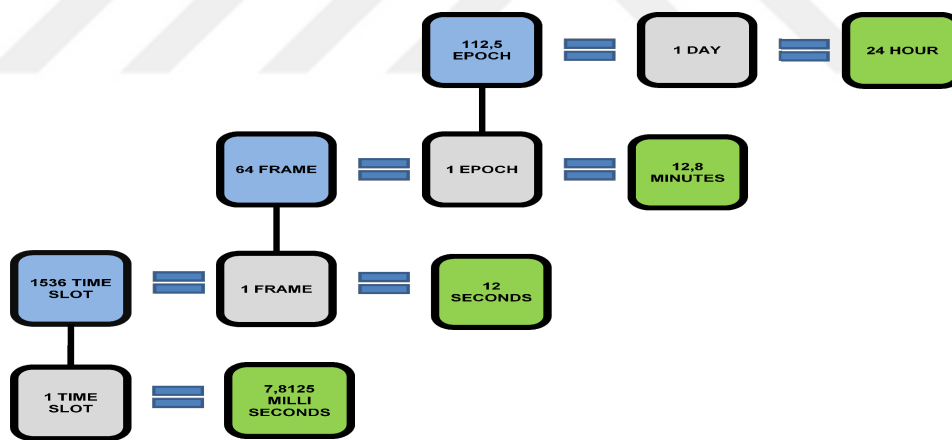 112,5
EPOCH
1 DAY
24 HOUR
64 FRAME
1 EPOCH
12,8
MINUTES
1536 TIME
SLOT
1 FRAME
12
SECONDS
1 TIME
SLOT
7,8125
MILLI
SECONDS